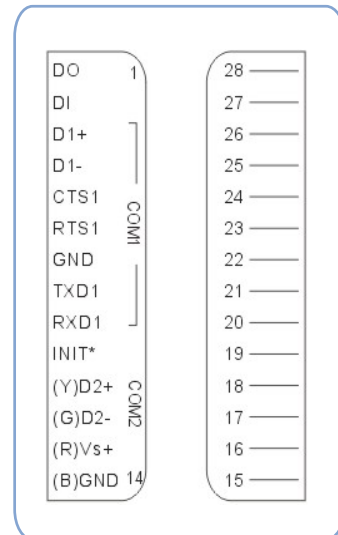 DO 1
DI
D1+
D1-
CTS1
RTS1
GND
TXD1
RXD1
COM1
INIT*
(Y)D2+
(G)D2-
(R)Vs+
(B)GND 14
COM2
28
27
26
25
24
23
22
21
20
19
18
17
16
15